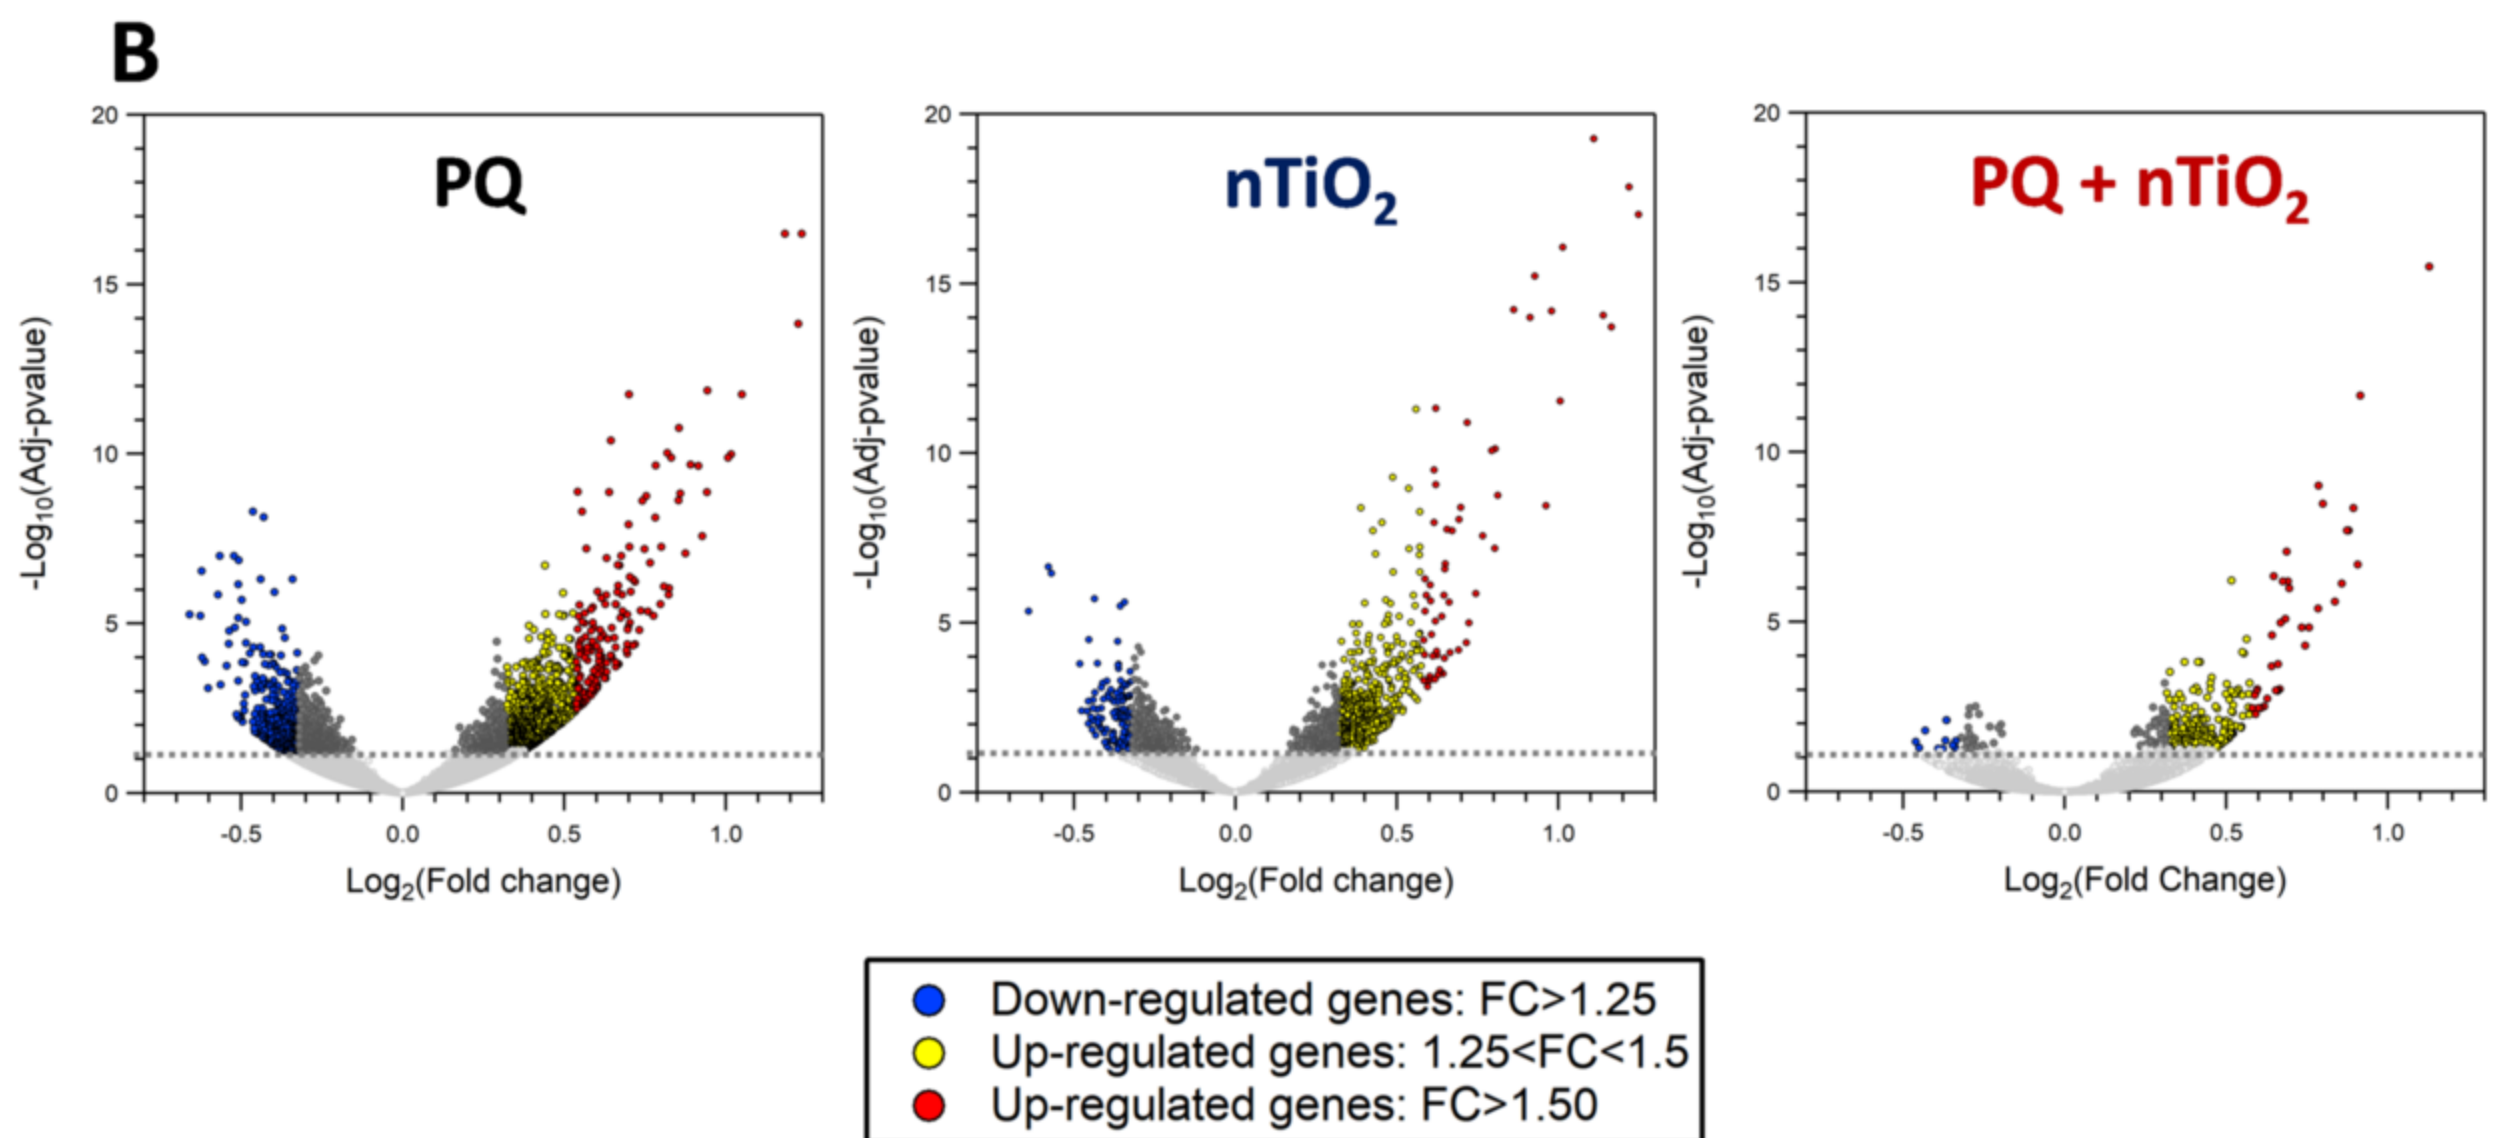 B
PQ
20
15
10
5
0
-0.5 0.0 0.5 1.0
-Log10(Adj-pvalue)
Log2(Fold change)
nTiO2
20
15
10
5
0
-0.5 0.0 0.5 1.0
-Log10(Adj-pvalue)
Log2(Fold change)
PQ + nTiO2
20
15
10
5
0
-0.5 0.0 0.5 1.0
-Log10(Adj-pvalue)
Log2(Fold Change)
Down-regulated genes: FC>1.25
Up-regulated genes: 1.25<FC<1.5
Up-regulated genes: FC>1.50